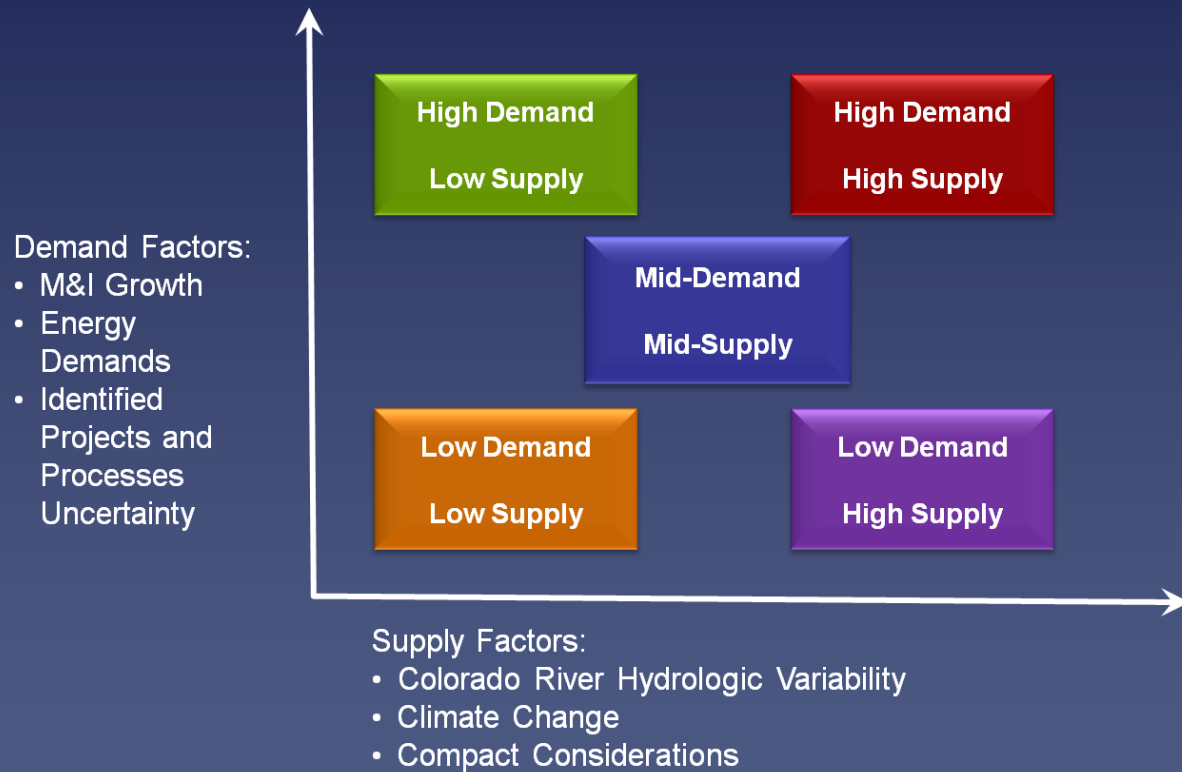 High Demand
Low Supply
High Demand
High Supply
Mid-Demand
Mid-Supply
Low Demand
Low Supply
Low Demand
High Supply
Demand Factors:
• M&I Growth
• Energy
Demands
• Identified
Projects and
Processes
Uncertainty
Supply Factors:
• Colorado River Hydrologic Variability
• Climate Change
• Compact Considerations